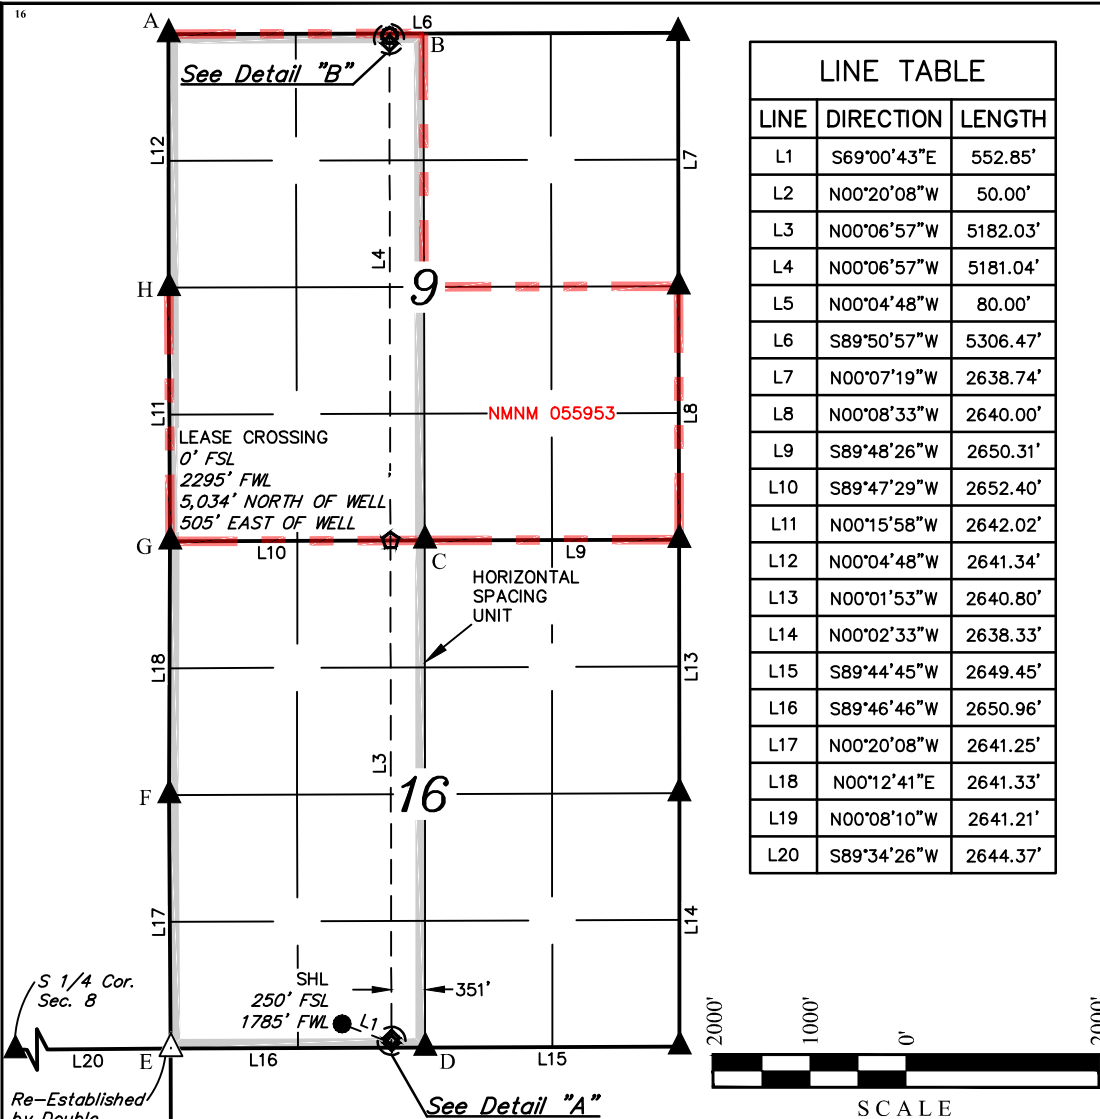 16
A
L6
B
See Detail "B"
L12
L7
L4
H
9
L11
NMNM 055953
L8
LEASE CROSSING
0' FSL
2295' FWL
5,034' NORTH OF WELL
505' EAST OF WELL
G
L10
C
L9
HORIZONTAL
SPACING
UNIT
L18
L13
L3
F
16
L17
L14
S 1/4 Cor.
Sec. 8
SHL
250' FSL
1785' FWL
L1
351'
L20
E
L16
D
L15
Re-Established
by Double
See Detail "A"
LINE TABLE
LINE DIRECTION LENGTH
L1 S69°00'43"E 552.85'
L2 N00°20'08"W 50.00'
L3 N00°06'57"W 5182.03'
L4 N00°06'57"W 5181.04'
L5 N00°04'48"W 80.00'
L6 S89°50'57"W 5306.47'
L7 N00°07'19"W 2638.74'
L8 N00°08'33"W 2640.00'
L9 S89°48'26"W 2650.31'
L10 S89°47'29"W 2652.40'
L11 N00°15'58"W 2642.02'
L12 N00°04'48"W 2641.34'
L13 N00°01'53"W 2640.80'
L14 N00°02'33"W 2638.33'
L15 S89°44'45"W 2649.45'
L16 S89°46'46"W 2650.96'
L17 N00°20'08"W 2641.25'
L18 N00°12'41"E 2641.33'
L19 N00°08'10"W 2641.21'
L20 S89°34'26"W 2644.37'
2000' 1000' 0' 2000'
SCALE